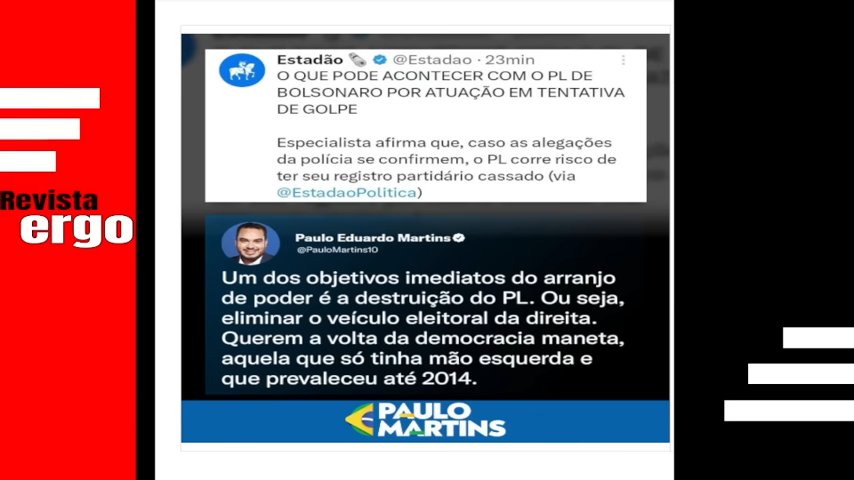 Estadão @Estadao · 23min
O QUE PODE ACONTECER COM O PL DE
BOLSONARO POR ATUAÇÃO EM TENTATIVA
DE GOLPE
Especialista afirma que, caso as alegações
da polícia se confirmem, o PL corre risco de
ter seu registro partidário cassado (via
@EstadaoPolitica)
Revista
ergo
Paulo Eduardo Martins
@PauloMartins10
Um dos objetivos imediatos do arranjo
de poder é a destruição do PL. Ou seja,
eliminar o veículo eleitoral da direita.
Querem a volta da democracia maneta,
aquela que só tinha mão esquerda e
que prevaleceu até 2014.
PAULO
MARTINS